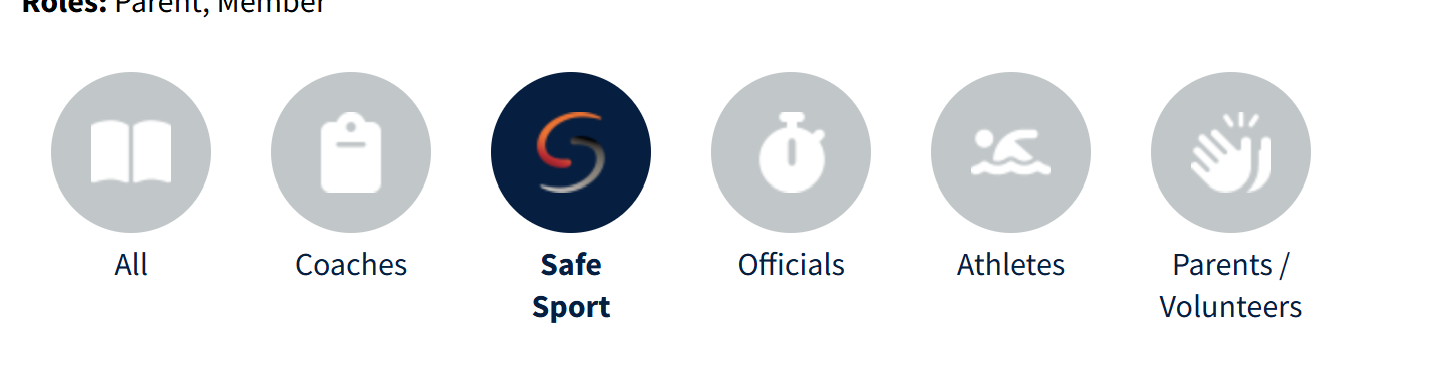 Roles: Parent, Member
All
Coaches
Safe
Sport
Officials
Athletes
Parents /
Volunteers